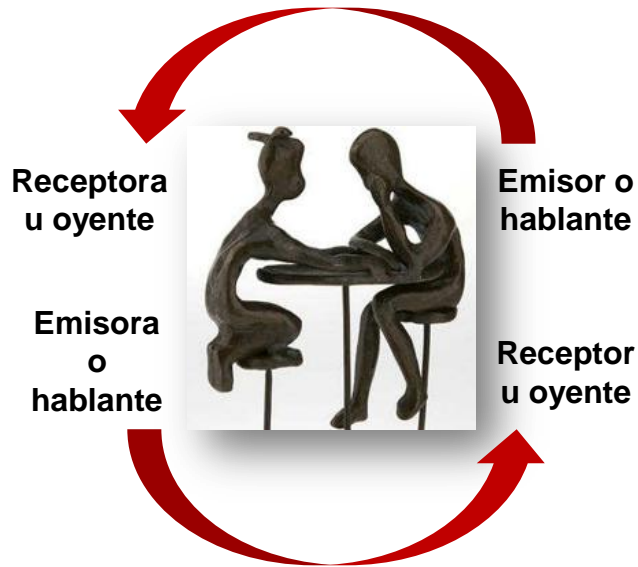 Receptora
u oyente
Emisor o
hablante
Emisora
o
hablante
Receptor
u oyente